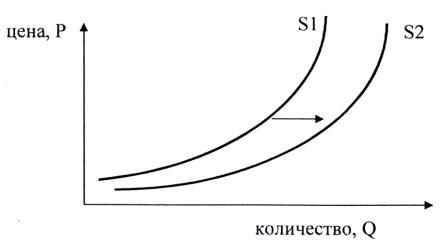 цена, P
S1
S2
количество, Q